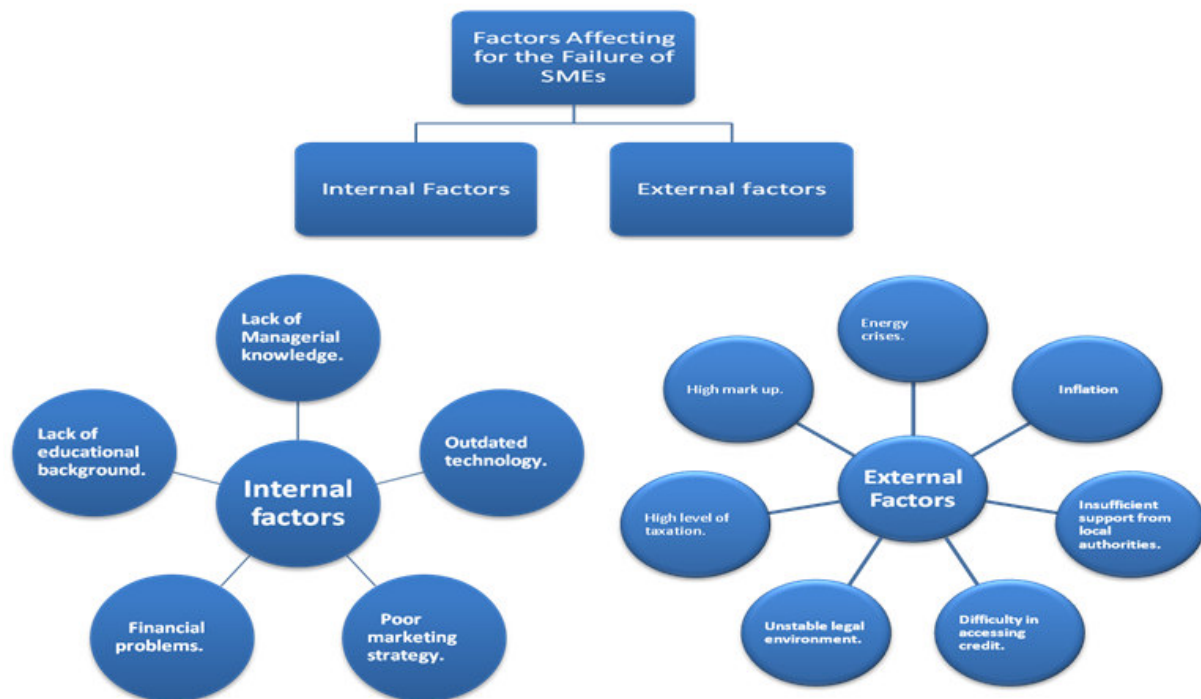 Factors Affecting
for the Failure of
SMEs
Internal Factors
External factors
Lack of
Managerial
knowledge.
Outdated
technology.
Poor
marketing
strategy.
Financial
problems.
Lack of
educational
background.
Internal
factors
Energy
crises.
Inflation
Insufficient
support from
local
authorities.
Difficulty in
accessing
credit.
Unstable legal
environment.
High level of
taxation.
High mark up.
External
Factors